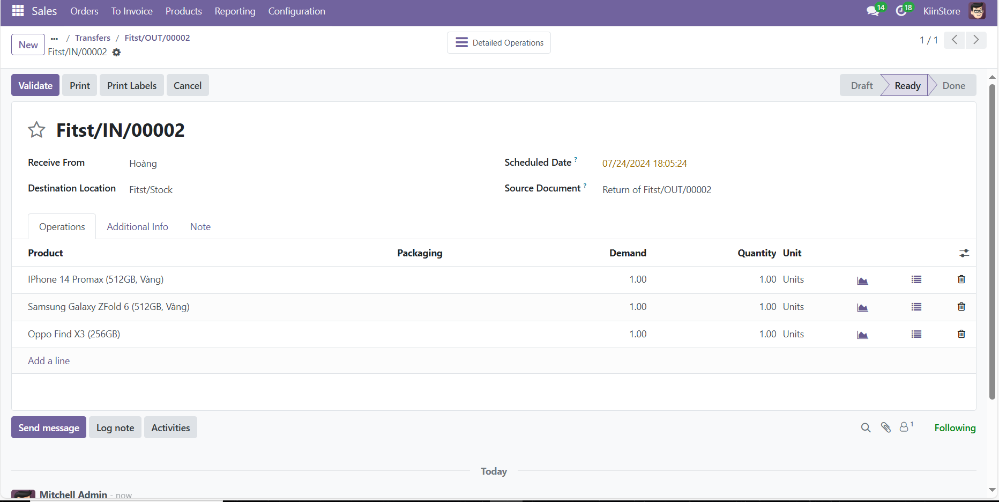 Sales Orders To Invoice Products Reporting Configuration 14 18 KiinStore
New ... / Transfers / Fitst/OUT/00002
Fitst/IN/00002
Detailed Operations
1 / 1
Validate Print Print Labels Cancel
Draft Ready Done
Fitst/IN/00002
Receive From Hoàng
Scheduled Date ? 07/24/2024 18:05:24
Destination Location Fitst/Stock
Source Document ? Return of Fitst/OUT/00002
Operations Additional Info Note
Product Packaging Demand Quantity Unit
IPhone 14 Promax (512GB, Vàng) 1.00 1.00 Units
Samsung Galaxy ZFold 6 (512GB, Vàng) 1.00 1.00 Units
Oppo Find X3 (256GB) 1.00 1.00 Units
Add a line
Send message Log note Activities 1 Following
Today
Mitchell Admin - now